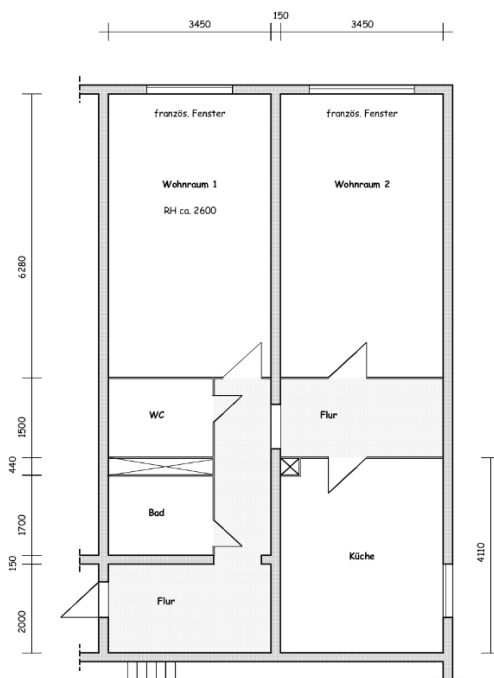 150
3450
3450
französ. Fenster
französ. Fenster
Wohnraum 1
Wohnraum 2
RH ca. 2600
6280
WC
Flur
1500
440
Bad
1700
Küche
4110
150
Flur
2000